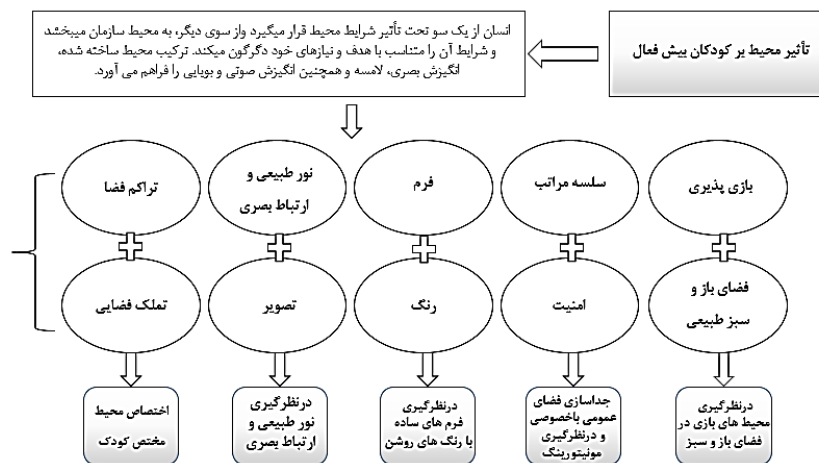 تأثیر محیط بر کودکان بیش فعال
انسان از یک سو تحت تأثیر شرایط محیط قرار میگیرد واز سوی دیگر، به محیط سازمان میبخشد
و شرایط آن را متناسب با هدف و نیازهای خود دگرگون میکند. ترکیب محیط ساخته شده،
انگیزش بصری، لامسه و همچنین انگیزش صوتی و بویایی را فراهم می آورد.
بازی پذیری
سلسه مراتب
فرم
نور طبیعی و
ارتباط بصری
تراکم فضا
فضای باز و
سبز طبیعی
امنیت
رنگ
تصویر
تملک فضایی
درنظرگیری
محیط های بازی در
فضای باز و سبز
جداسازی فضای
عمومی باخصوصی
و درنظرگیری
مونیتورینگ
درنظرگیری
فرم های ساده
با رنگ های روشن
درنظرگیری
نور طبیعی و
ارتباط بصری
اختصاص محیط
مختص کودک